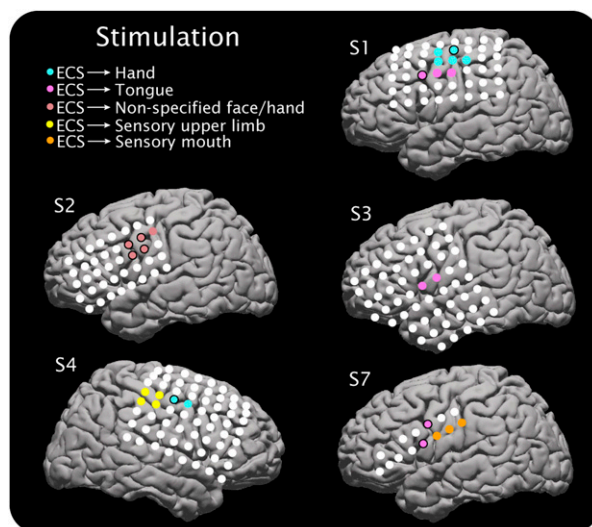 Stimulation
ECS → Hand
ECS → Tongue
ECS → Non-specified face/hand
ECS → Sensory upper limb
ECS → Sensory mouth
S1
S2
S3
S4
S7